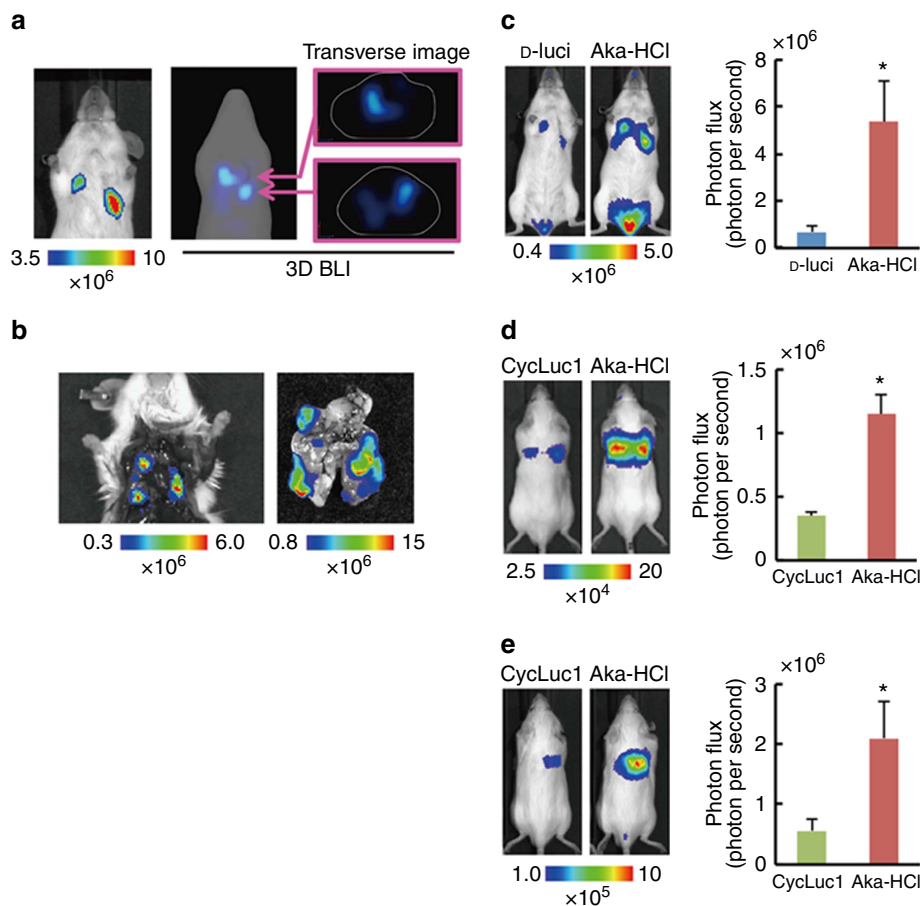 a
Transverse image
3.5 10
×10⁶
3D BLI
b
0.3 6.0
×10⁶
0.8 15
×10⁶
c
D-luci Aka-HCl
0.4 5.0
×10⁶
×10⁶
Photon flux
(photon per second)
8
6
4
2
0
*
D-luci Aka-HCl
d
CycLuc1 Aka-HCl
2.5 20
×10⁴
×10⁶
Photon flux
(photon per second)
1.5
1
0.5
0
*
CycLuc1 Aka-HCl
e
CycLuc1 Aka-HCl
1.0 10
×10⁵
×10⁶
Photon flux
(photon per second)
3
2
1
0
*
CycLuc1 Aka-HCl